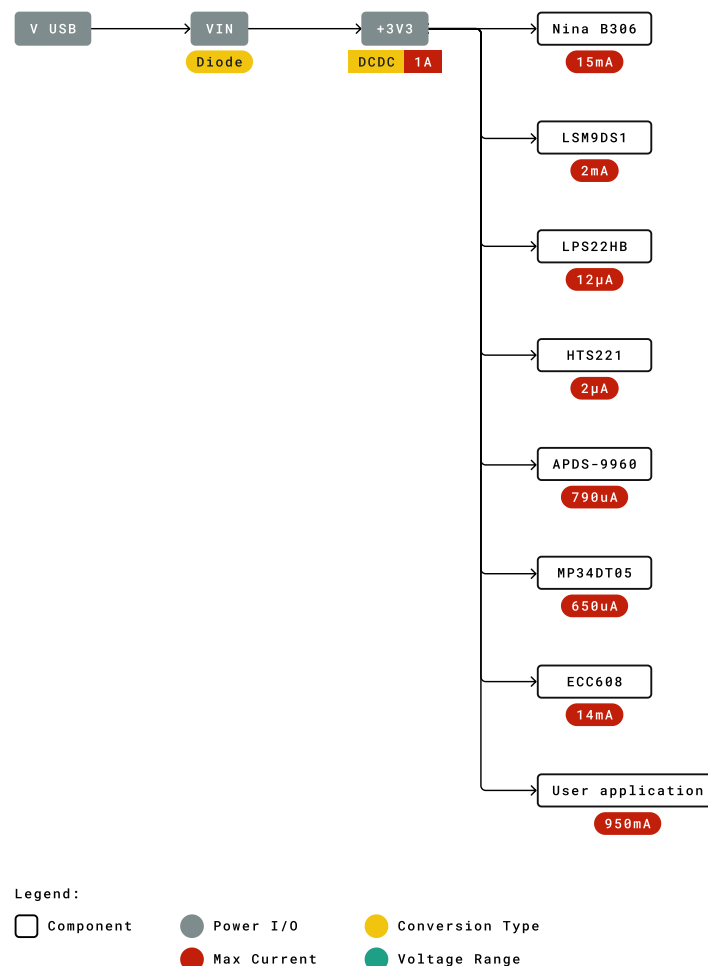 V USB
VIN
+3V3
Nina B306
Diode
DCDC
1A
15mA
LSM9DS1
2mA
LPS22HB
12µA
HTS221
2µA
APDS-9960
790uA
MP34DT05
650uA
ECC608
14mA
User application
950mA
Legend:
Component
Power I/O
Conversion Type
Max Current
Voltage Range